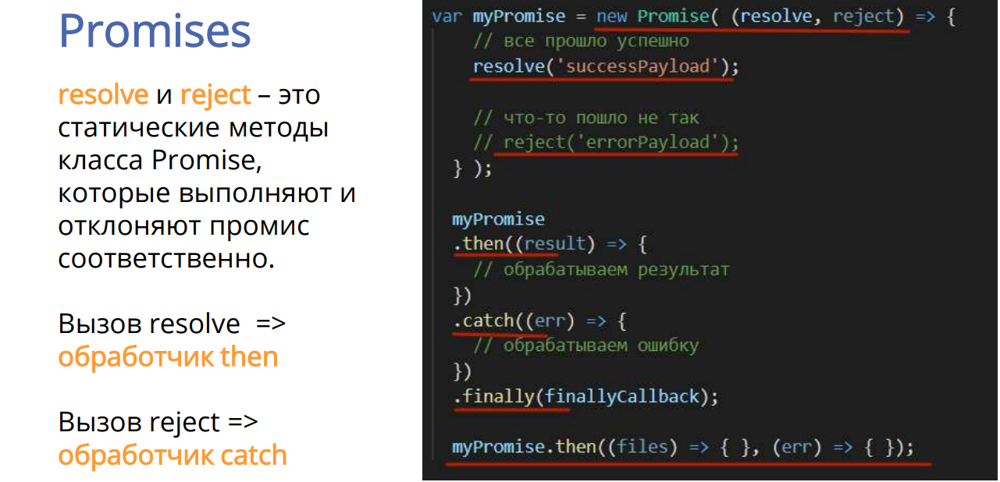 Promises
resolve и reject – это
статические методы
класса Promise,
которые выполняют и
отклоняют промис
соответственно.
Вызов resolve =>
обработчик then
Вызов reject =>
обработчик catch
var myPromise = new Promise( (resolve, reject) => {
// все прошло успешно
resolve('successPayload');
// что-то пошло не так
// reject('errorPayload');
} );
myPromise
.then((result) => {
// обрабатываем результат
})
.catch((err) => {
// обрабатываем ошибку
})
.finally(finallyCallback);
myPromise.then((files) => { }, (err) => { });